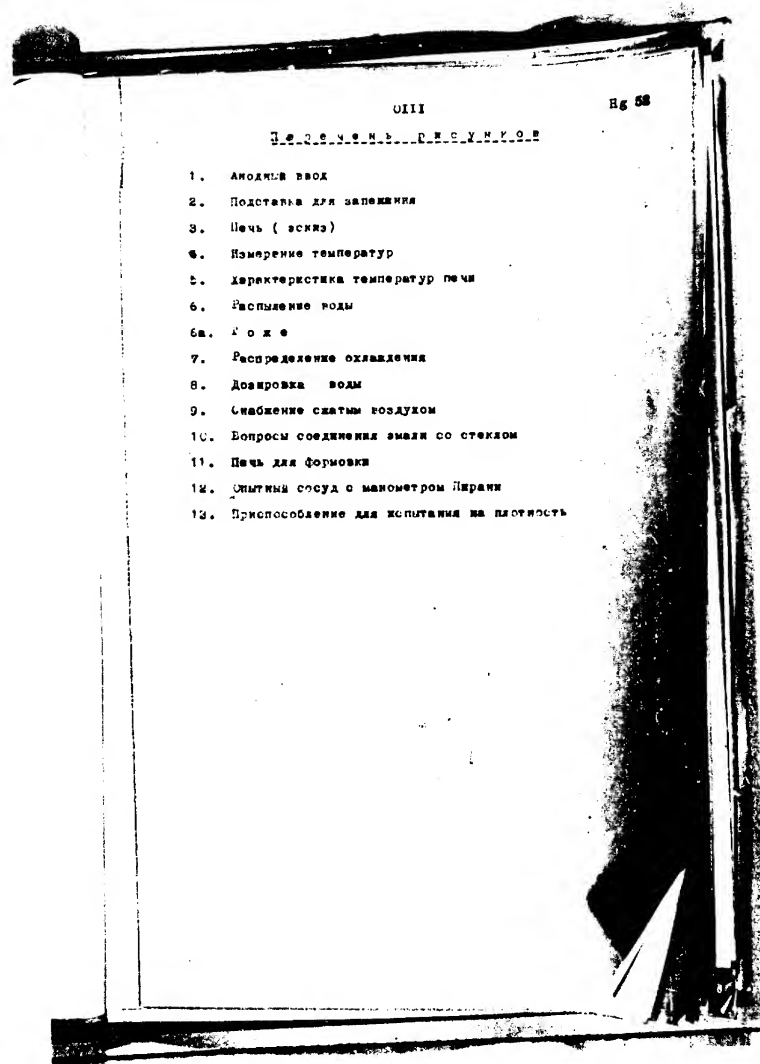 OIII
Hg 58
Перечень рисунков
1. Анодный ввод
2. Подставка для запекания
3. Печь ( эскиз)
4. Измерение температур
5. Характеристика температур печи
6. Распыление воды
6а. Т о ж е
7. Распределение охлаждения
8. Дозировка воды
9. Снабжение сжатым воздухом
10. Вопросы соединения эмали со стеклом
11. Печь для формовки
12. Опытный сосуд с манометром Пирани
13. Приспособление для испытания на плотность